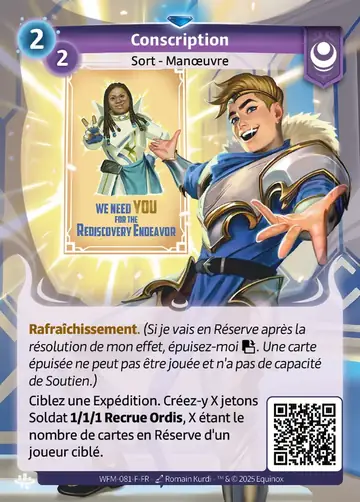 2
2
Conscription
Sort - Manœuvre
WE NEED YOU
FOR THE
REDISCOVERY ENDEAVOR
Rafraîchissement. (Si je vais en Réserve après la
résolution de mon effet, épuisez-moi . Une carte
épuisée ne peut pas être jouée et n'a pas de capacité
de Soutien.)
Ciblez une Expédition. Créez-y X jetons
Soldat 1/1/1 Recrue Ordis, X étant le
nombre de cartes en Réserve d'un
joueur ciblé.
WFM-081-F-FR - Romain Kurdi - ™ & © 2025 Equinox